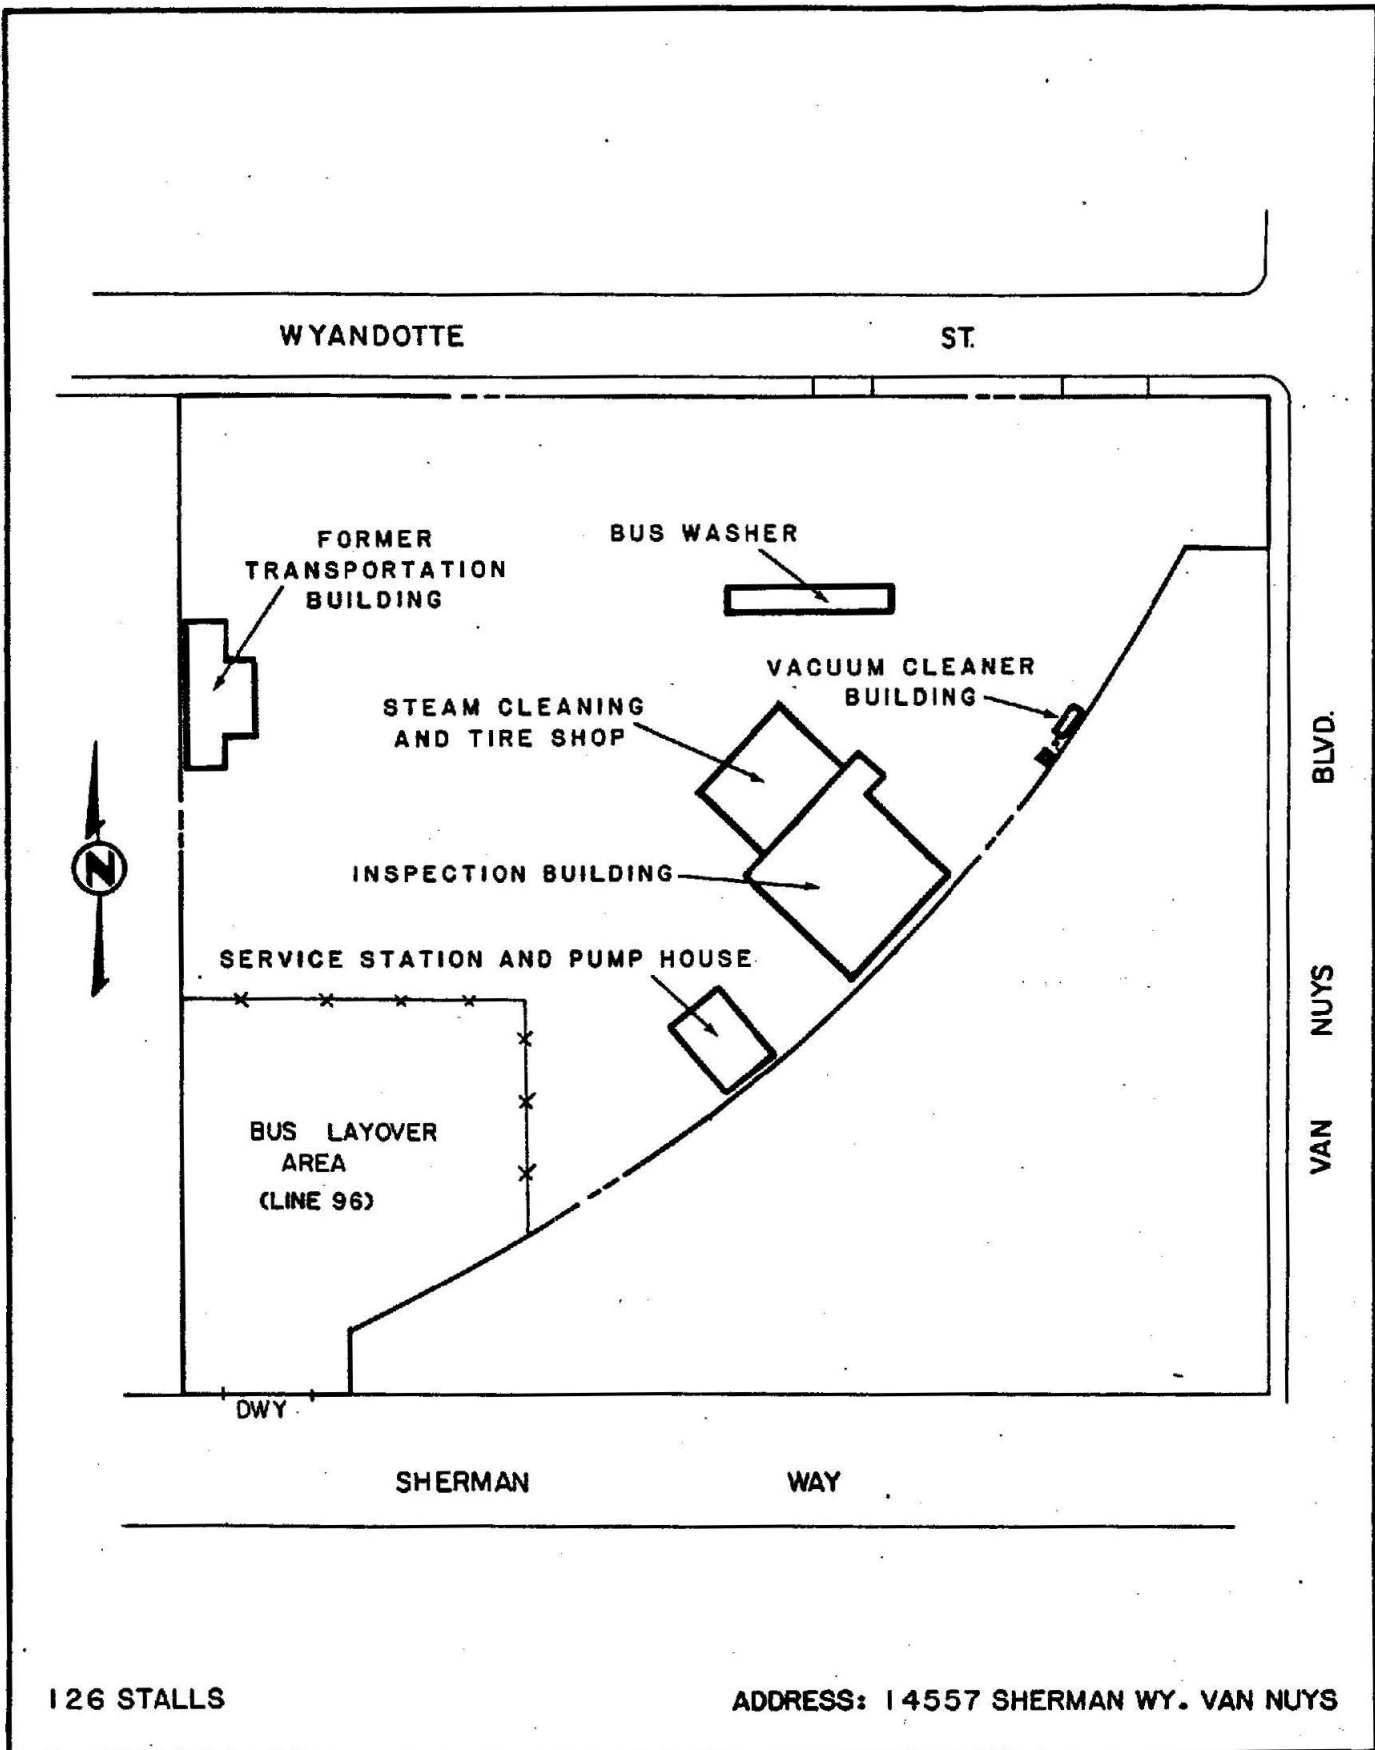 WYANDOTTE ST.
FORMER
TRANSPORTATION
BUILDING
BUS WASHER
VACUUM CLEANER
BUILDING
STEAM CLEANING
AND TIRE SHOP
BLVD.
N
INSPECTION BUILDING
SERVICE STATION AND PUMP HOUSE
NUYS
VAN
BUS LAYOVER
AREA
(LINE 96)
DWY
SHERMAN WAY
126 STALLS
ADDRESS: 14557 SHERMAN WY. VAN NUYS